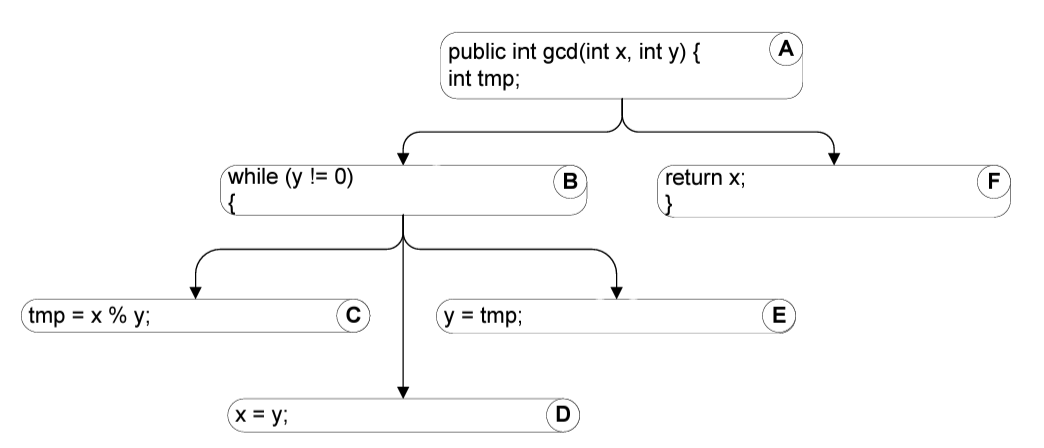 public int gcd(int x, int y) {
int tmp;
A
while (y != 0)
{
B
return x;
}
F
tmp = x % y;
C
y = tmp;
E
x = y;
D